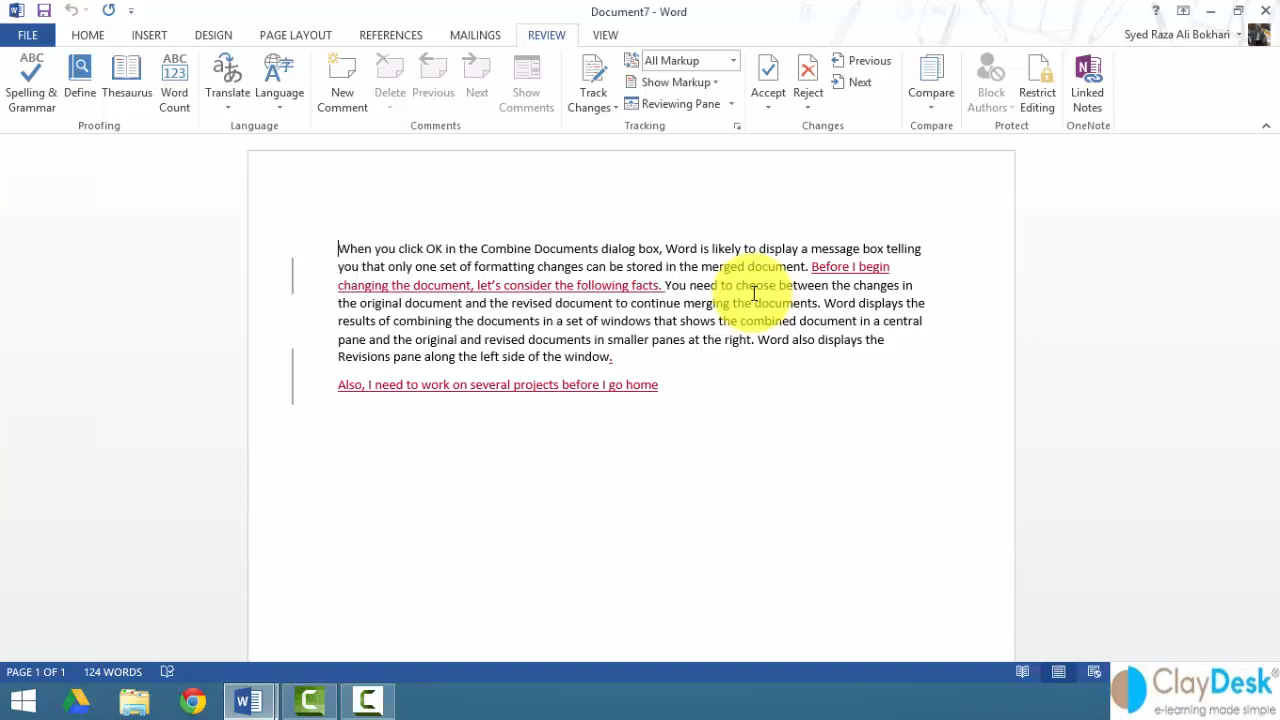 Document7 - Word
?
FILE HOME INSERT DESIGN PAGE LAYOUT REFERENCES MAILINGS REVIEW VIEW
Syed Raza Ali Bokhari
ABC
Spelling & Grammar
Define
Thesaurus
ABC
123
Word Count
Proofing
Translate
Language
Language
New Comment
Delete
Previous
Next
Show Comments
Comments
Track Changes
All Markup
Show Markup
Reviewing Pane
Tracking
Accept
Reject
Previous
Next
Changes
Compare
Compare
Block Authors
Restrict Editing
Protect
Linked Notes
OneNote
When you click OK in the Combine Documents dialog box, Word is likely to display a message box telling
you that only one set of formatting changes can be stored in the merged document. Before I begin
changing the document, let's consider the following facts. You need to choose between the changes in
the original document and the revised document to continue merging the documents. Word displays the
results of combining the documents in a set of windows that shows the combined document in a central
pane and the original and revised documents in smaller panes at the right. Word also displays the
Revisions pane along the left side of the window.
Also, I need to work on several projects before I go home
PAGE 1 OF 1 124 WORDS
ClayDesk®
e-learning made simple